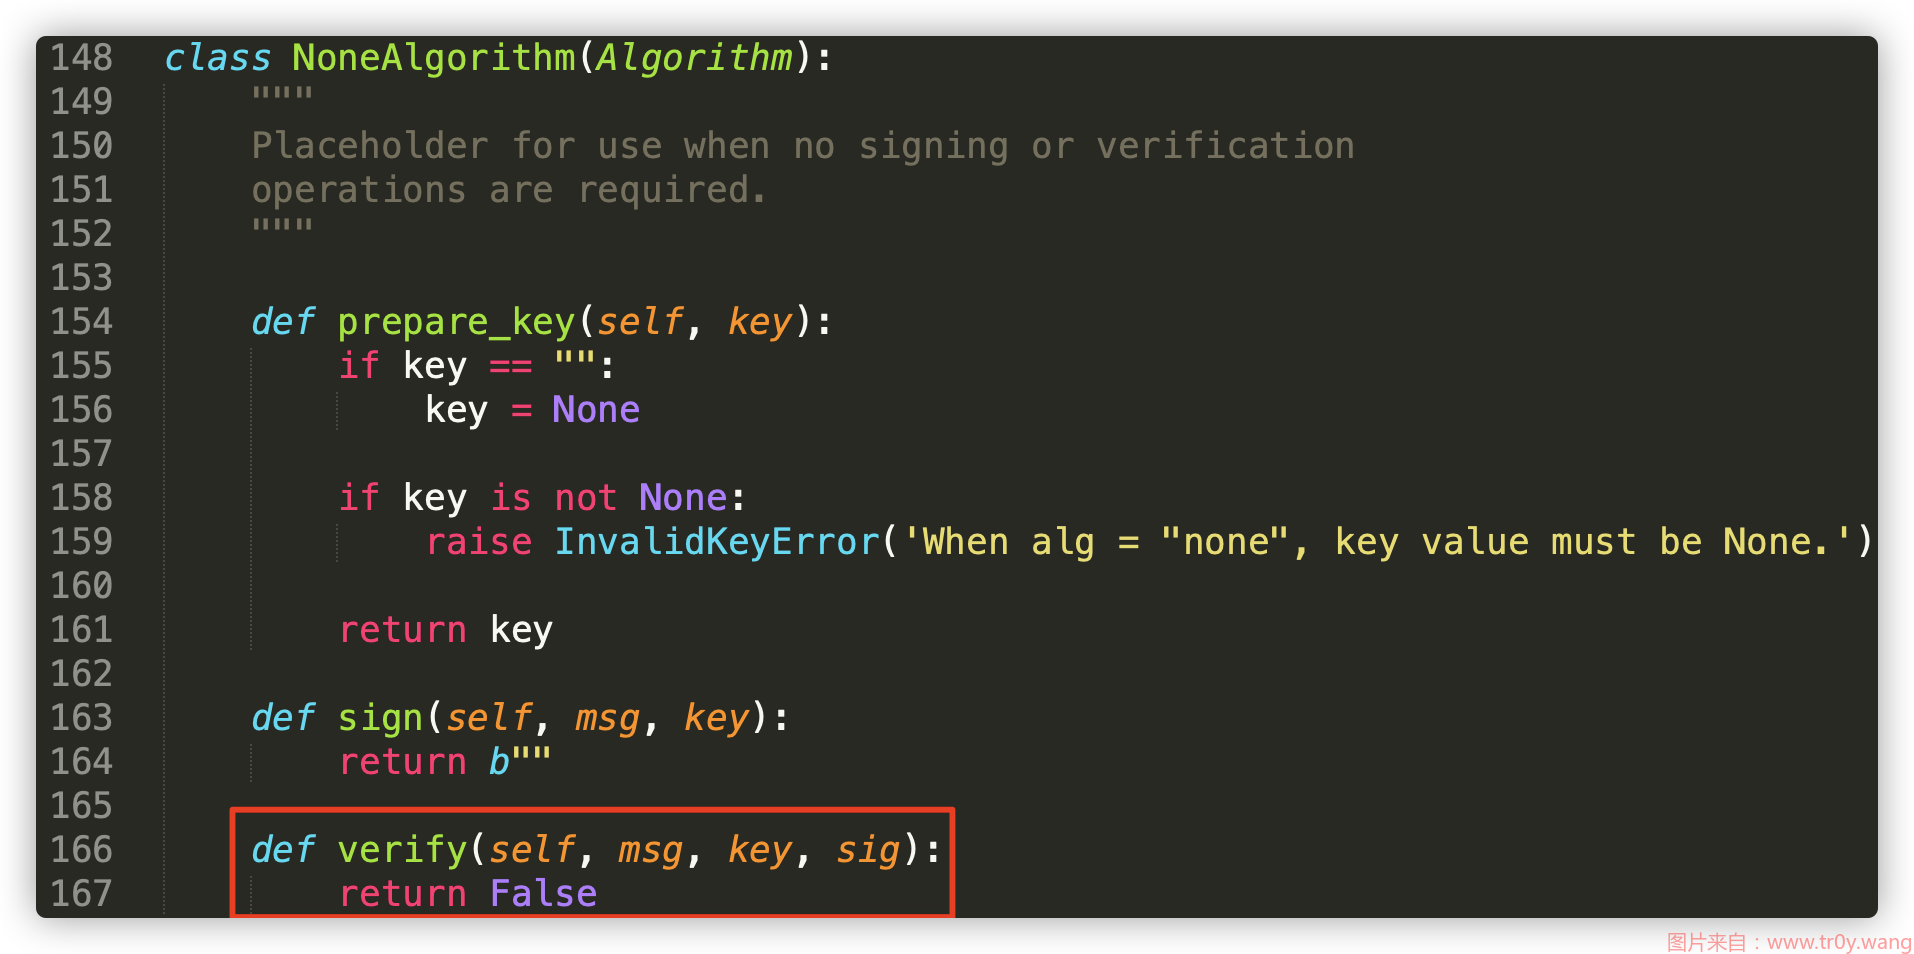 148 class NoneAlgorithm(Algorithm):
149     """
150     Placeholder for use when no signing or verification
151     operations are required.
152     """
153
154     def prepare_key(self, key):
155         if key == "":
156             key = None
157
158         if key is not None:
159             raise InvalidKeyError('When alg = "none", key value must be None.')
160
161         return key
162
163     def sign(self, msg, key):
164         return b""
165
166     def verify(self, msg, key, sig):
167         return False
图片来自：www.tr0y.wang